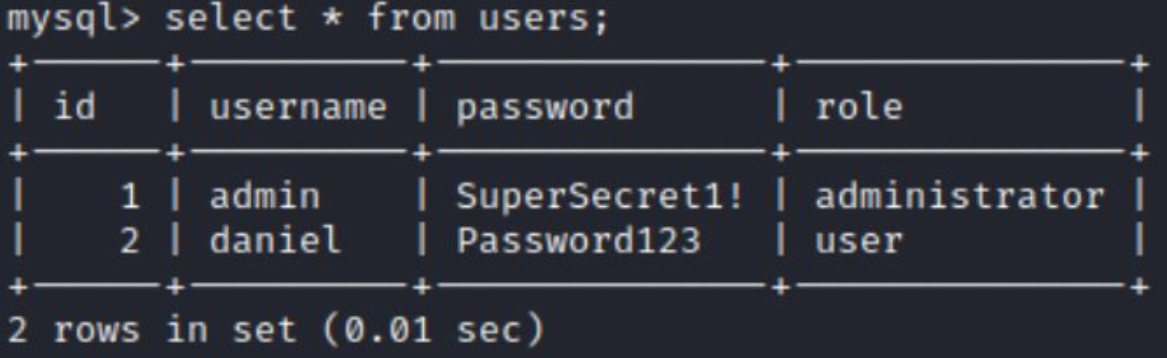 mysql> select * from users;
+------+----------+---------------+---------------+
| id   | username | password      | role          |
+------+----------+---------------+---------------+
|    1 | admin    | SuperSecret1! | administrator |
|    2 | daniel   | Password123   | user          |
+------+----------+---------------+---------------+
2 rows in set (0.01 sec)